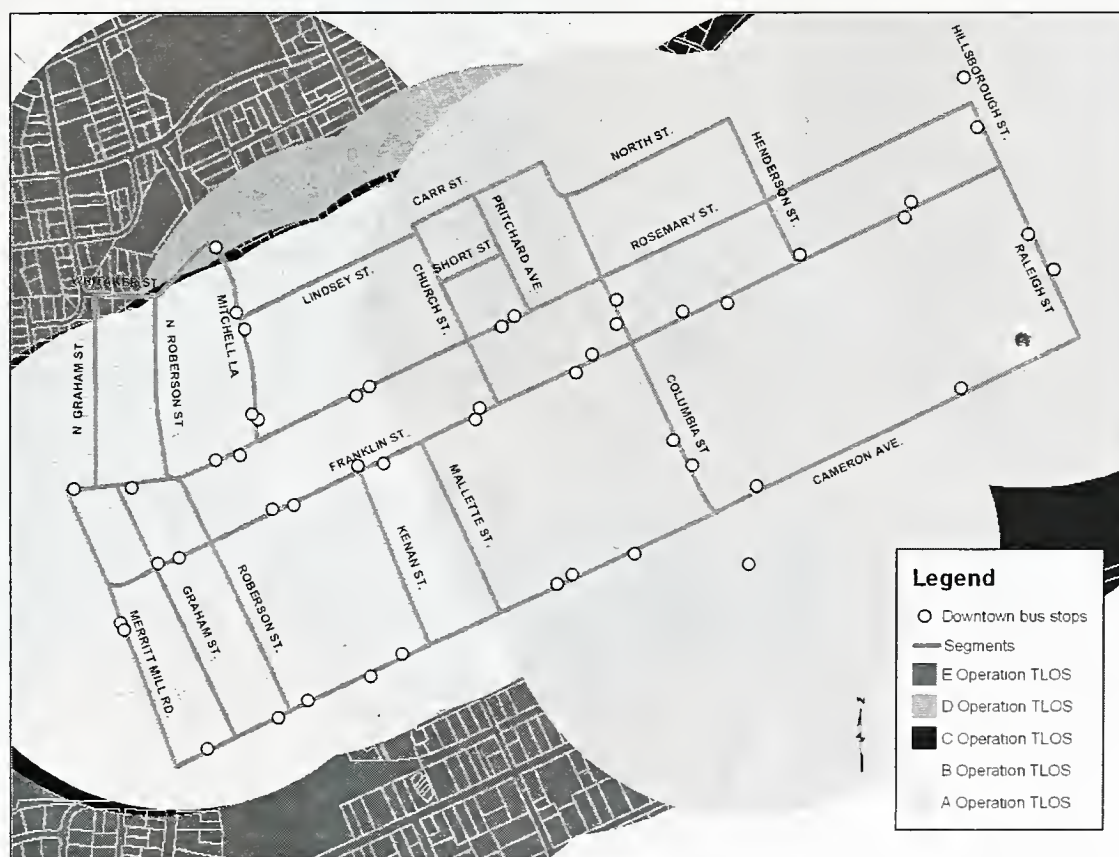 HILLSBOROUGH ST.
NORTH ST.
HENDERSON ST.
CARR ST.
PRITCHARD AVE.
ROSEMARY ST.
SHORT ST.
LINDSEY ST.
CHURCH ST.
RALEIGH ST
WHITAKER ST.
MITCHELL LA
N ROBERSON ST.
N GRAHAM ST.
COLUMBIA ST
FRANKLIN ST.
CAMERON AVE.
MALLETTE ST.
KENAN ST.
ROBERSON ST.
GRAHAM ST.
MERRITT MILL RD.
Legend
Downtown bus stops
Segments
E Operation TLOS
D Operation TLOS
C Operation TLOS
B Operation TLOS
A Operation TLOS